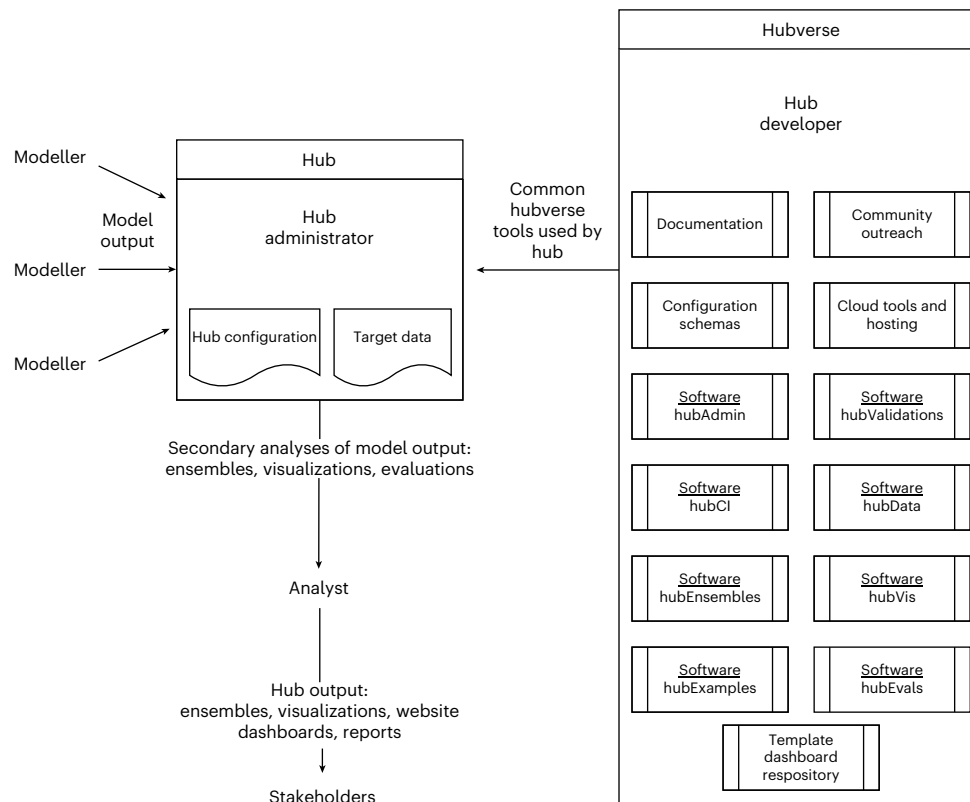 Modeller
Model
output
Modeller
Modeller
Hub
Hub
administrator
Hub configuration
Target data
Secondary analyses of model output:
ensembles, visualizations, evaluations
Analyst
Hub output:
ensembles, visualizations, website
dashboards, reports
Stakeholders
Common
hubverse
tools used by
hub
Hubverse
Hub
developer
Documentation
Community
outreach
Configuration
schemas
Cloud tools and
hosting
Software
hubAdmin
Software
hubValidations
Software
hubCI
Software
hubData
Software
hubEnsembles
Software
hubVis
Software
hubExamples
Software
hubEvals
Template
dashboard
respository